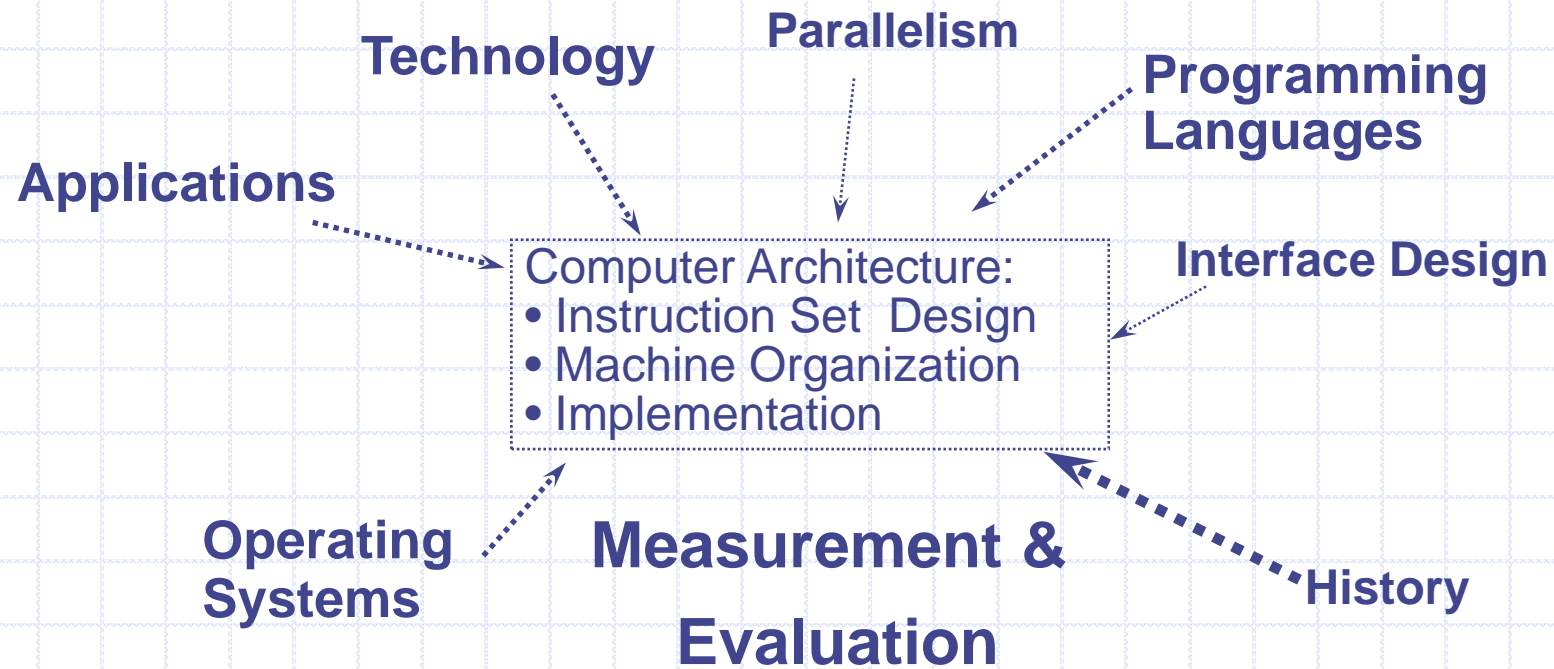 Parallelism
Technology
Programming
Languages
Applications
Interface Design
Computer Architecture:
• Instruction Set  Design
• Machine Organization
• Implementation
Operating
Systems
Measurement &
Evaluation
History